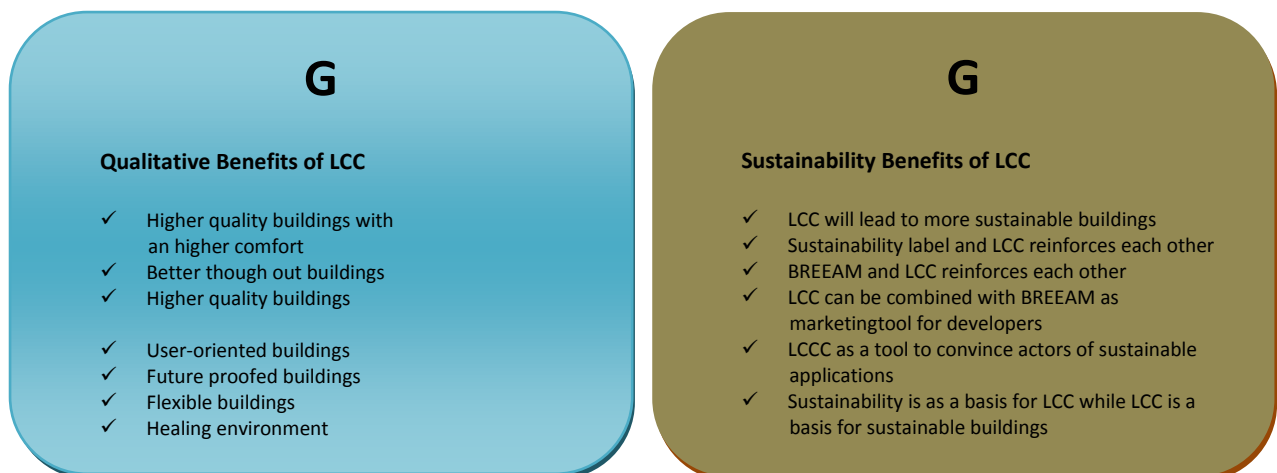 G
Qualitative Benefits of LCC
✓ Higher quality buildings with
an higher comfort
✓ Better though out buildings
✓ Higher quality buildings
✓ User-oriented buildings
✓ Future proofed buildings
✓ Flexible buildings
✓ Healing environment
G
Sustainability Benefits of LCC
✓ LCC will lead to more sustainable buildings
✓ Sustainability label and LCC reinforces each other
✓ BREEAM and LCC reinforces each other
✓ LCC can be combined with BREEAM as
marketingtool for developers
✓ LCCC as a tool to convince actors of sustainable
applications
✓ Sustainability is as a basis for LCC while LCC is a
basis for sustainable buildings